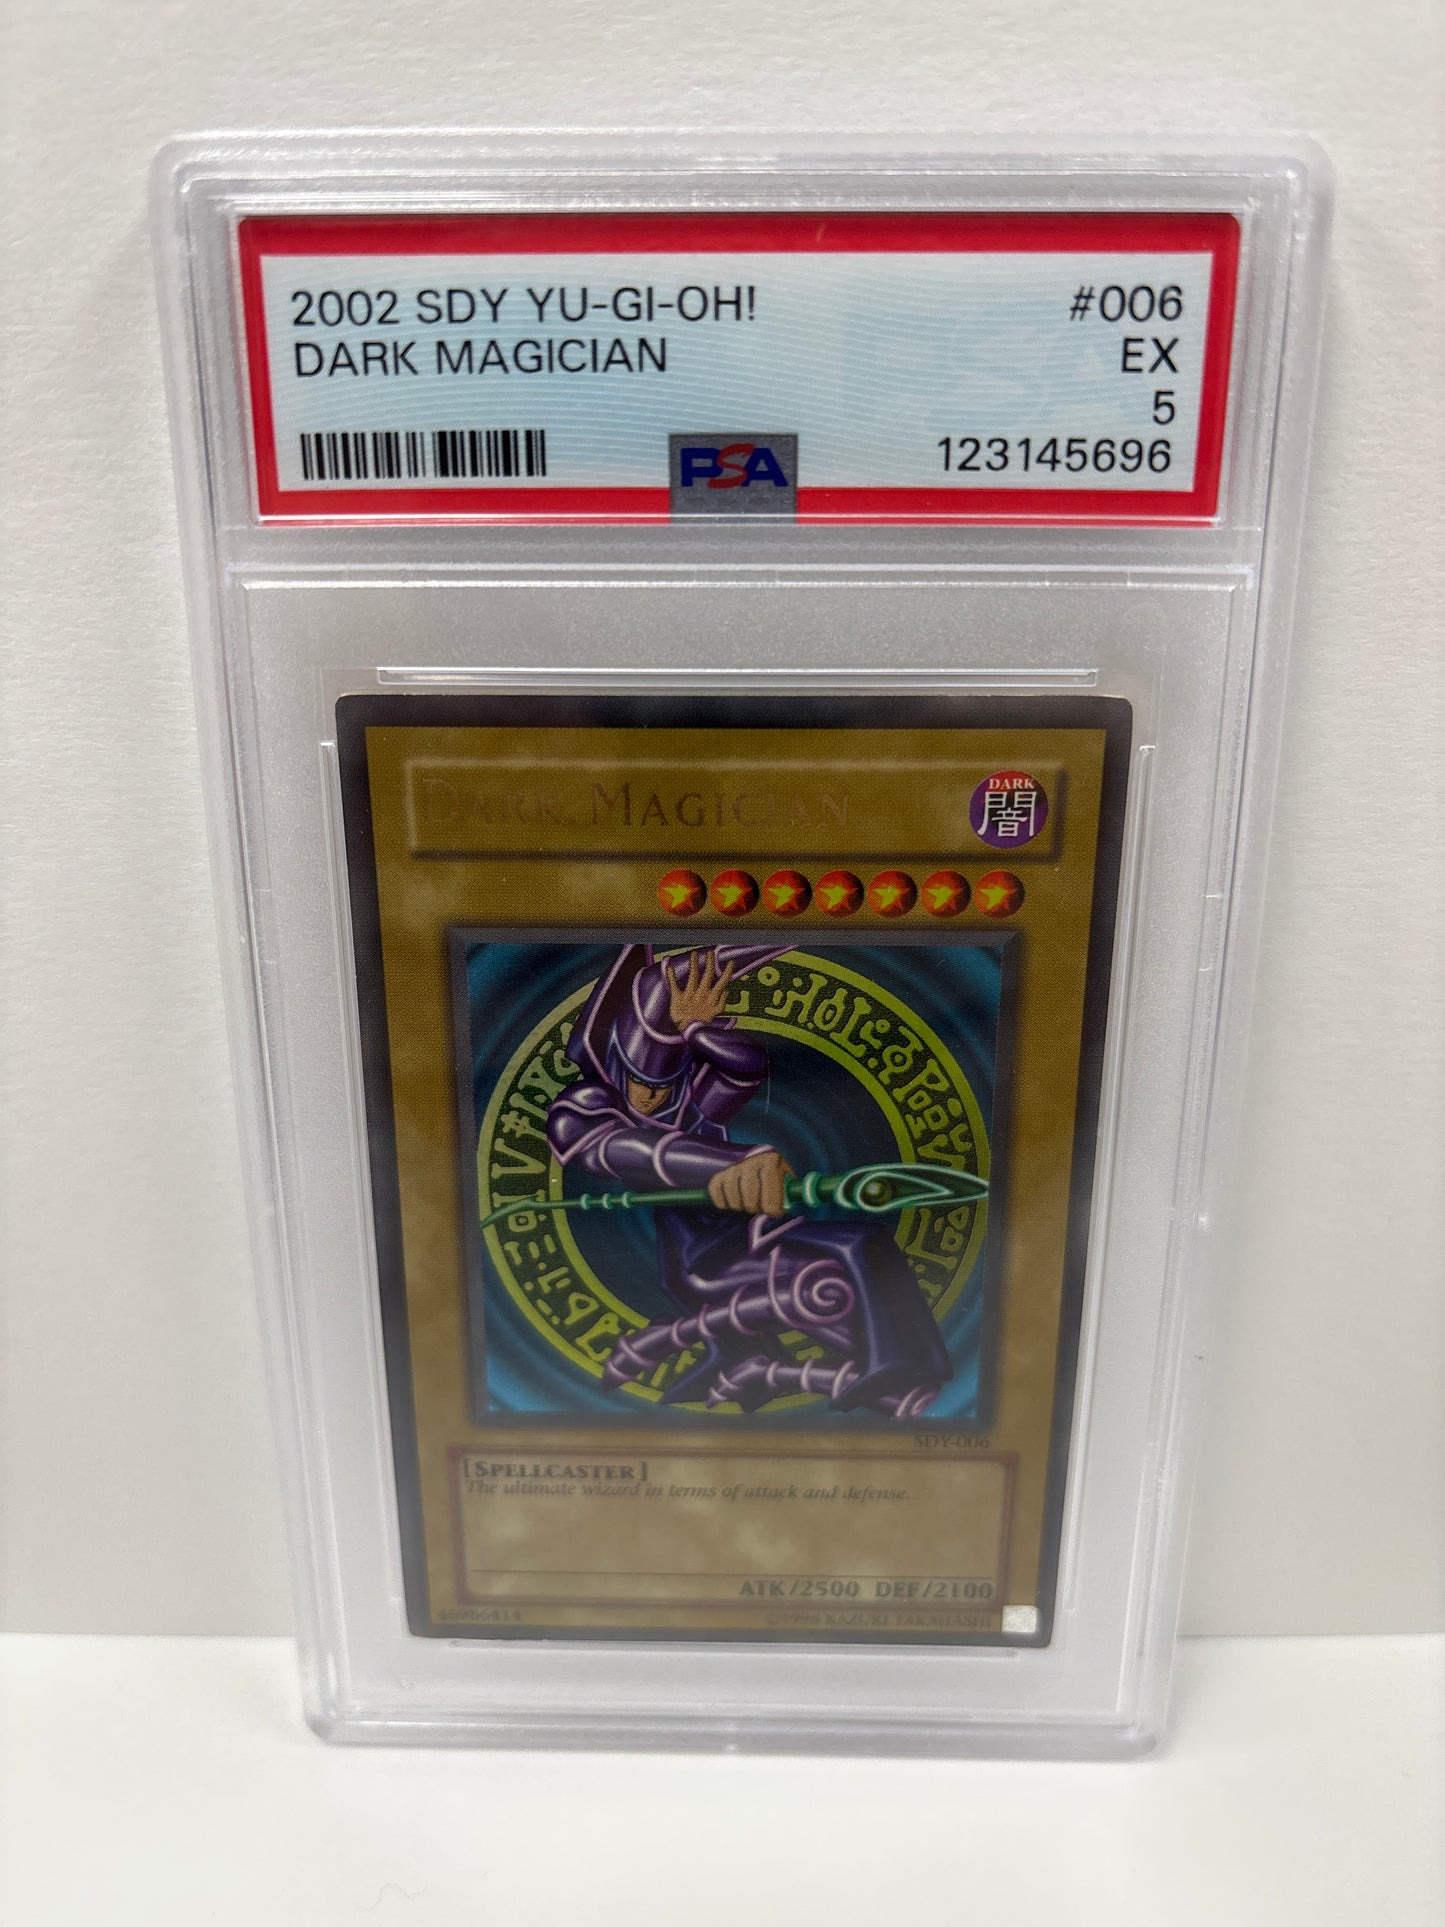 2002 SDY YU-GI-OH! #006
DARK MAGICIAN EX
5
PSA 123145696
DARK MAGICIAN
DARK
闇
SDY-006
[SPELLCASTER]
The ultimate wizard in terms of attack and defense.
ATK/2500 DEF/2100
46986414 ©1996 KAZUKI TAKAHASHI